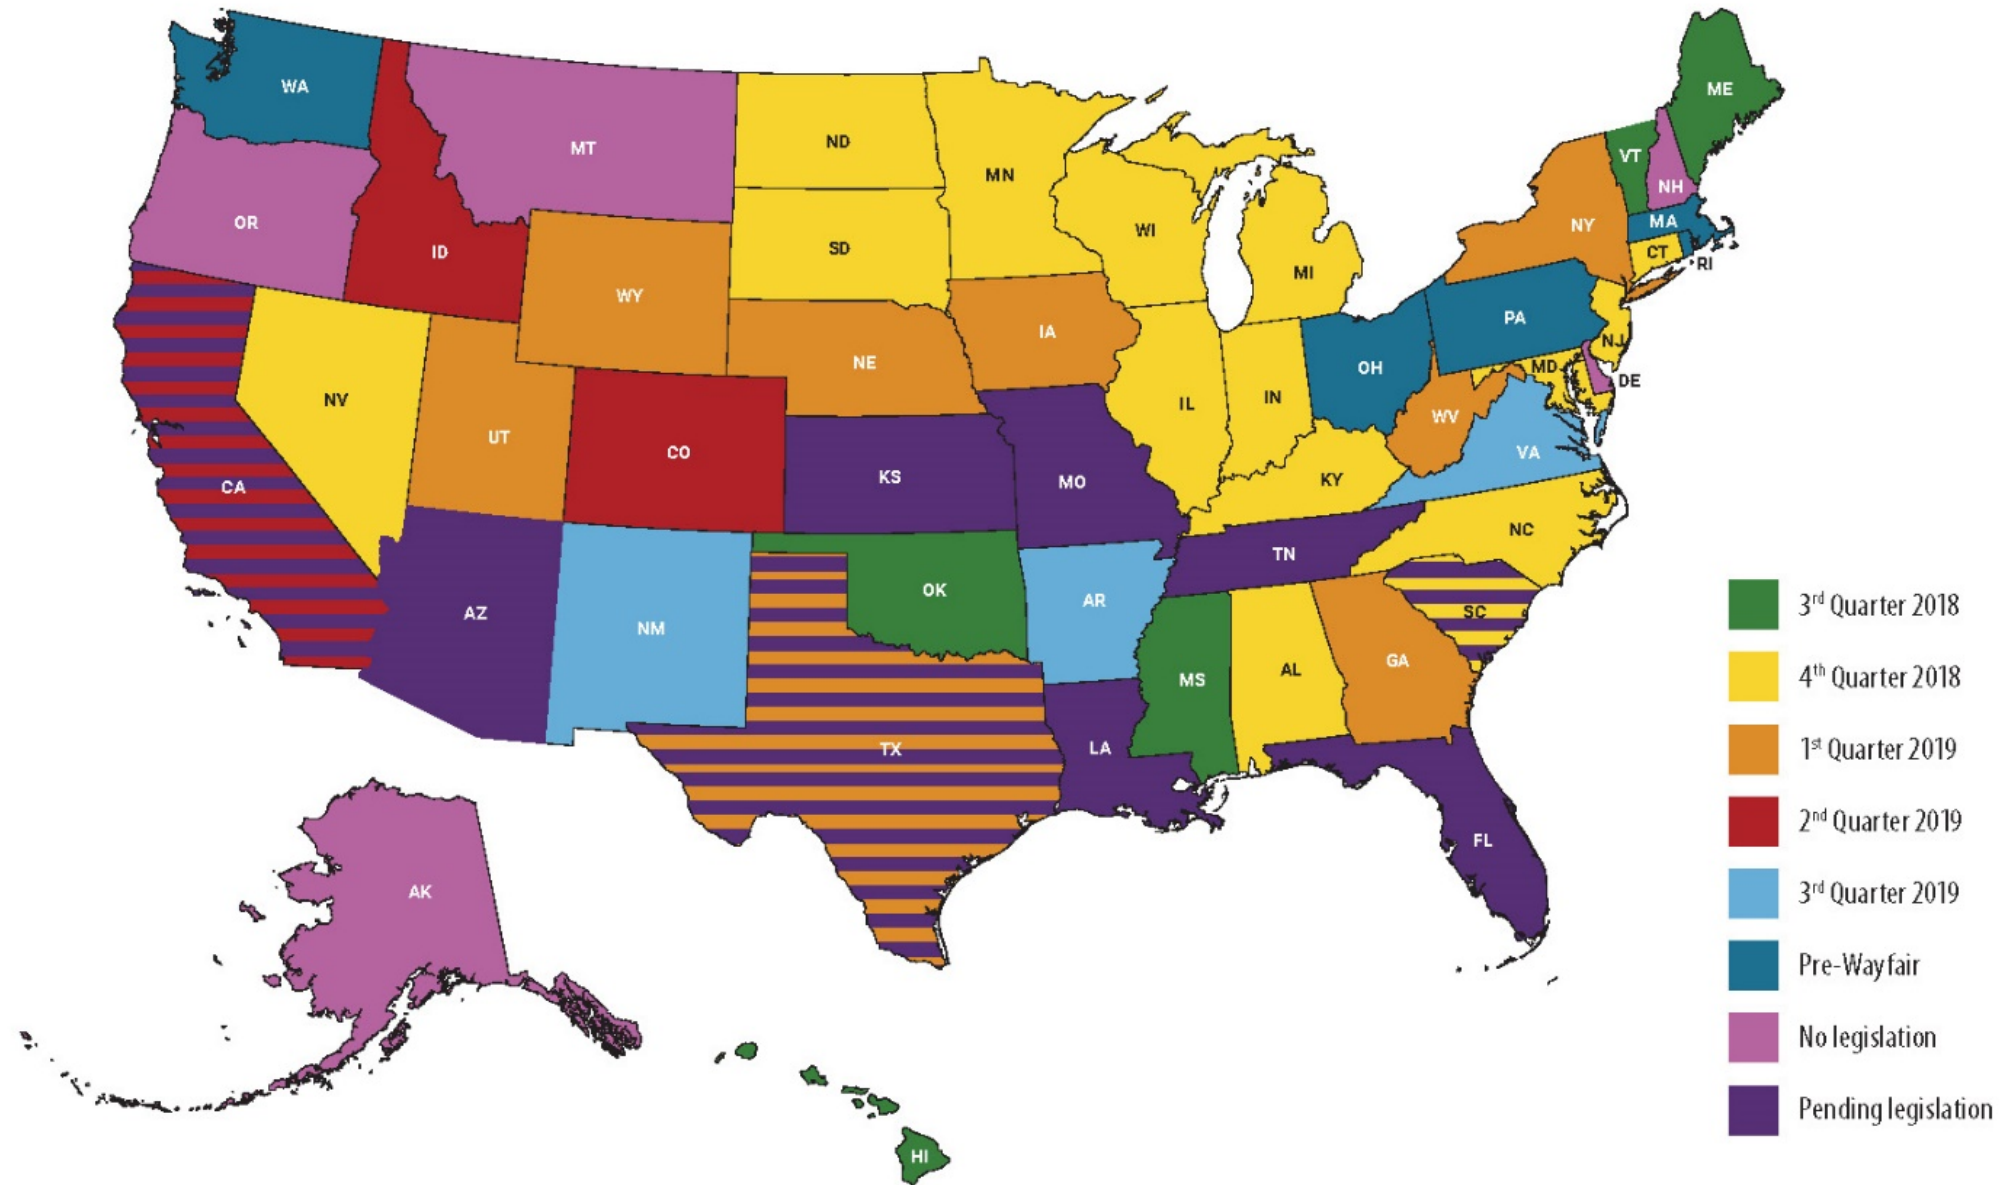 WA
ME
MT
ND
MN
VT
NH
OR
ID
SD
WI
NY
MA
CT
RI
WY
MI
IA
PA
NJ
NE
OH
MD
DE
NV
UT
IL
IN
WV
CO
KS
MO
KY
VA
CA
NC
AZ
NM
OK
AR
TN
SC
MS
AL
GA
TX
LA
FL
AK
HI
3rd Quarter 2018
4th Quarter 2018
1st Quarter 2019
2nd Quarter 2019
3rd Quarter 2019
Pre-Wayfair
No legislation
Pending legislation